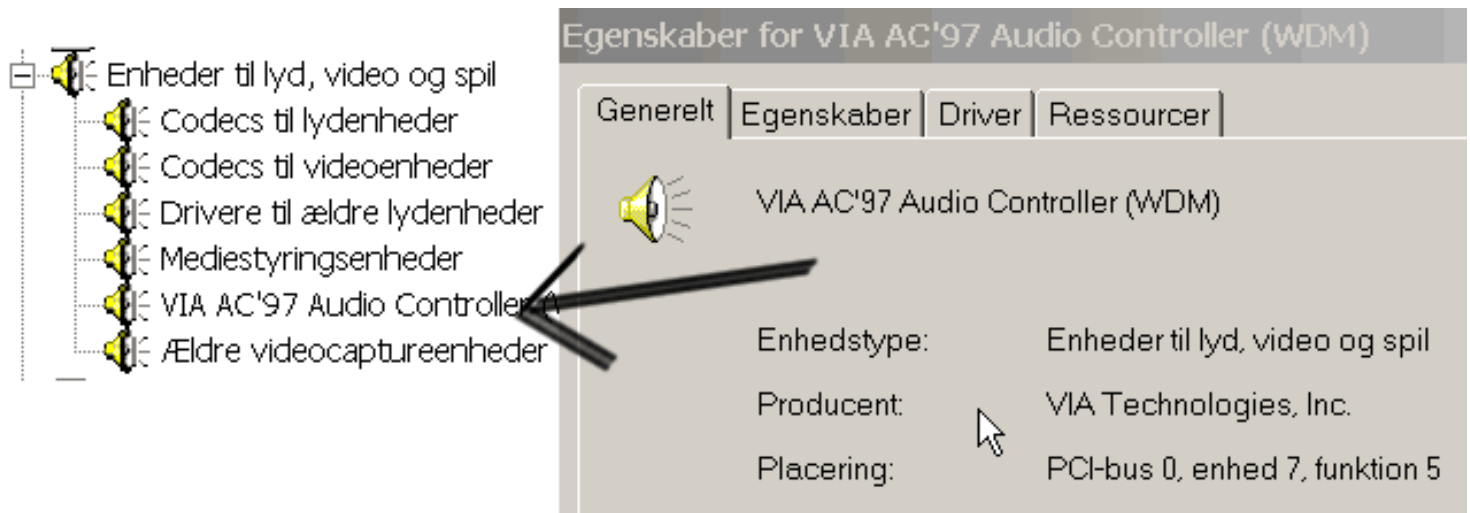 Enheder til lyd, video og spil
Codecs til lydenheder
Codecs til videoenheder
Drivere til ældre lydenheder
Mediestyringsenheder
VIA AC'97 Audio Controller
Ældre videocaptureenheder
Egenskaber for VIA AC'97 Audio Controller (WDM)
Generelt Egenskaber Driver Ressourcer
VIA AC'97 Audio Controller (WDM)
Enhedstype: Enheder til lyd, video og spil
Producent: VIA Technologies, Inc.
Placering: PCI-bus 0, enhed 7, funktion 5